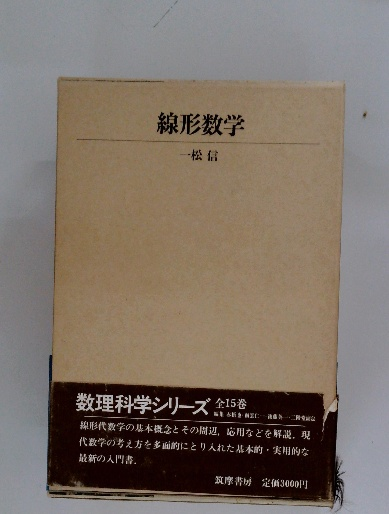 線形数学
一松 信
数理科学シリーズ 全15巻
線形代数学の基本概念とその周辺，応用などを解説．現
代数学の考え方を多面的にとり入れた基本的・実用的な
最新の入門書．
筑摩書房 定価3000円